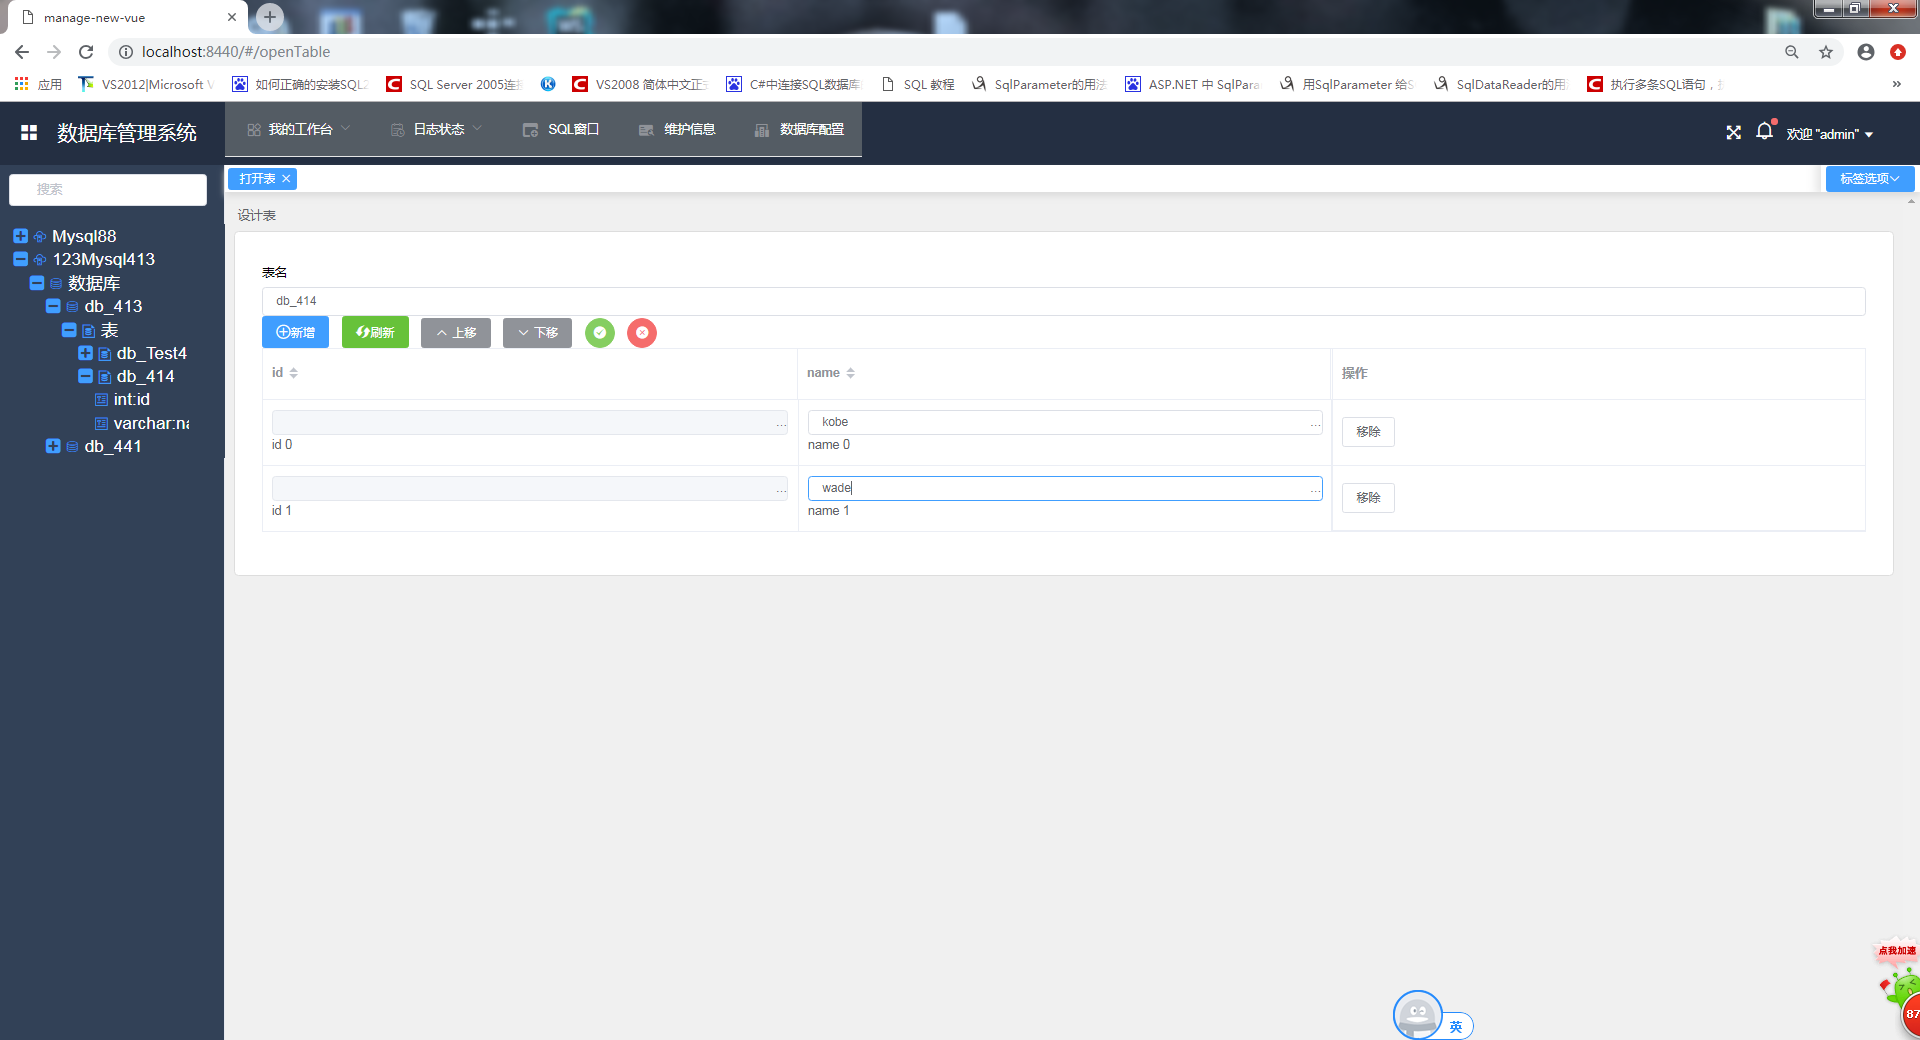 manage-new-vue
localhost:8440/#/openTable
应用 VS2012|Microsoft 如何正确的安装SQL2 SQL Server 2005连 VS2008 简体中文正 C#中连接SQL数据库 SQL 教程 SqlParameter的用法 ASP.NET 中 SqlPara 用SqlParameter 给S SqlDataReader的用 执行多条SQL语句，
数据库管理系统 我的工作台 日志状态 SQL窗口 维护信息 数据库配置 欢迎 "admin"
搜索 打开表 标签选项
设计表
Mysql88
123Mysql413
数据库
db_413
表
db_Test4
db_414
int:id
varchar:na
db_441
表名
db_414
新增 刷新 上移 下移
id name 操作
kobe 移除
id 0 name 0
wade 移除
id 1 name 1
点我加速
87
英